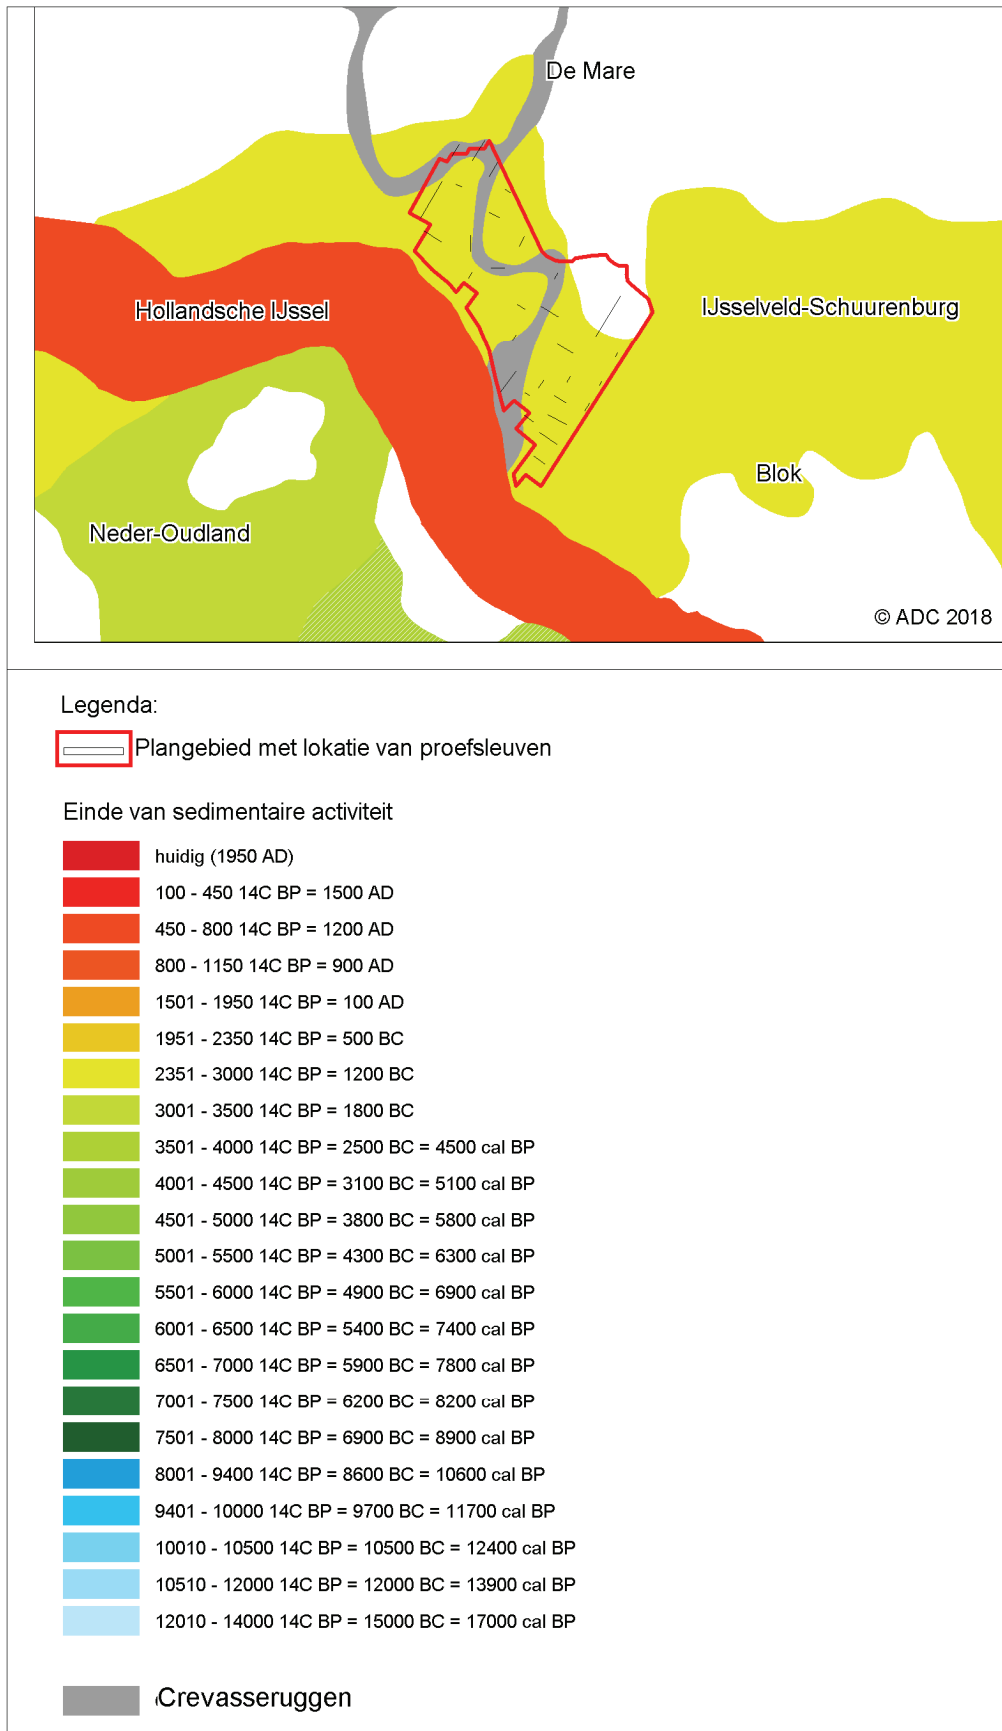 De Mare
Hollandsche IJssel
IJsselveld-Schuurenburg
Blok
Neder-Oudland
© ADC 2018
Legenda:
Plangebied met lokatie van proefsleuven
Einde van sedimentaire activiteit
huidig (1950 AD)
100 - 450 14C BP = 1500 AD
450 - 800 14C BP = 1200 AD
800 - 1150 14C BP = 900 AD
1501 - 1950 14C BP = 100 AD
1951 - 2350 14C BP = 500 BC
2351 - 3000 14C BP = 1200 BC
3001 - 3500 14C BP = 1800 BC
3501 - 4000 14C BP = 2500 BC = 4500 cal BP
4001 - 4500 14C BP = 3100 BC = 5100 cal BP
4501 - 5000 14C BP = 3800 BC = 5800 cal BP
5001 - 5500 14C BP = 4300 BC = 6300 cal BP
5501 - 6000 14C BP = 4900 BC = 6900 cal BP
6001 - 6500 14C BP = 5400 BC = 7400 cal BP
6501 - 7000 14C BP = 5900 BC = 7800 cal BP
7001 - 7500 14C BP = 6200 BC = 8200 cal BP
7501 - 8000 14C BP = 6900 BC = 8900 cal BP
8001 - 9400 14C BP = 8600 BC = 10600 cal BP
9401 - 10000 14C BP = 9700 BC = 11700 cal BP
10010 - 10500 14C BP = 10500 BC = 12400 cal BP
10510 - 12000 14C BP = 12000 BC = 13900 cal BP
12010 - 14000 14C BP = 15000 BC = 17000 cal BP
Crevasseruggen